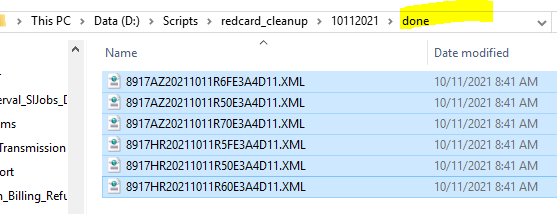 This PC > Data (D:) > Scripts > redcard_cleanup > 10112021 > done
Name Date modified
8917AZ20211011R6FE3A4D11.XML 10/11/2021 8:41 AM
erval_SIJobs_D
8917AZ20211011R50E3A4D11.XML 10/11/2021 8:41 AM
ms
8917AZ20211011R70E3A4D11.XML 10/11/2021 8:41 AM
Transmission
8917HR20211011R5FE3A4D11.XML 10/11/2021 8:41 AM
ort
8917HR20211011R50E3A4D11.XML 10/11/2021 8:41 AM
n_Billing_Refu
8917HR20211011R60E3A4D11.XML 10/11/2021 8:41 AM